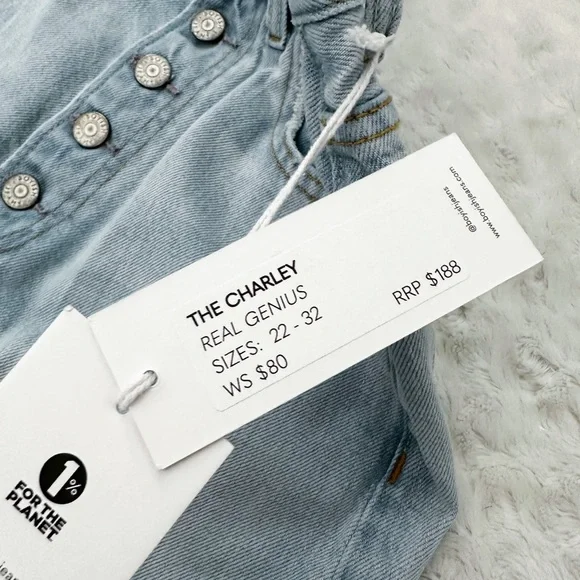 THE CHARLEY
REAL GENIUS
SIZES: 22 - 32
WS $80
RRP $188
@boyishjeans
www.boyishjeans.com
1%
FOR THE
PLANET